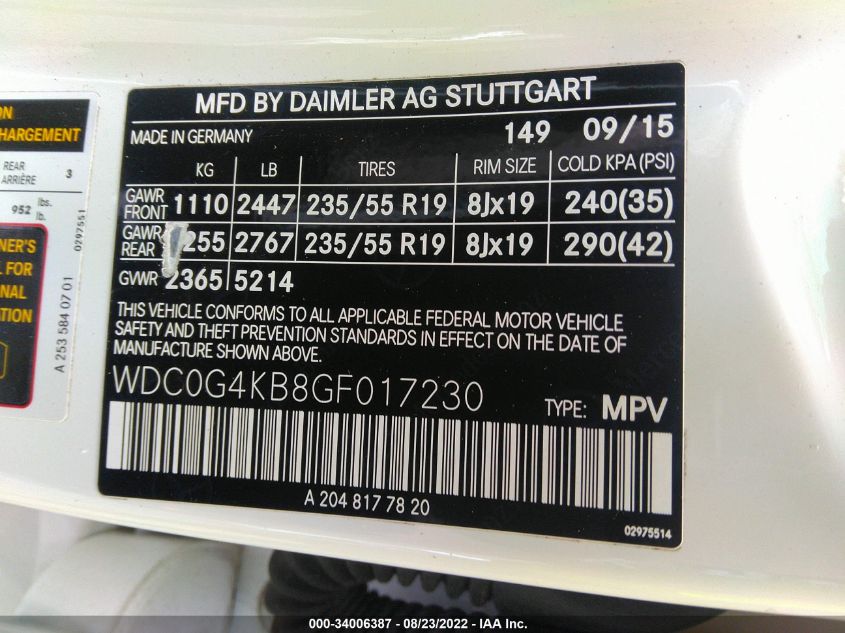 ON
HARGEMENT
REAR
ARRIÈRE 3
952 lbs.
lb.
0297551
NER'S
L FOR
NAL
ATION
A 253 584 07 01
MFD BY DAIMLER AG STUTTGART
MADE IN GERMANY 149 09/15
KG LB TIRES RIM SIZE COLD KPA(PSI)
GAWR FRONT 1110 2447 235/55 R19 8Jx19 240(35)
GAWR REAR 255 2767 235/55 R19 8Jx19 290(42)
GVWR 2365 5214
THIS VEHICLE CONFORMS TO ALL APPLICABLE FEDERAL MOTOR VEHICLE
SAFETY AND THEFT PREVENTION STANDARDS IN EFFECT ON THE DATE OF
MANUFACTURE SHOWN ABOVE.
WDC0G4KB8GF017230 TYPE: MPV
A 204 817 78 20
02975514
000-34006387 - 08/23/2022 - IAA Inc.